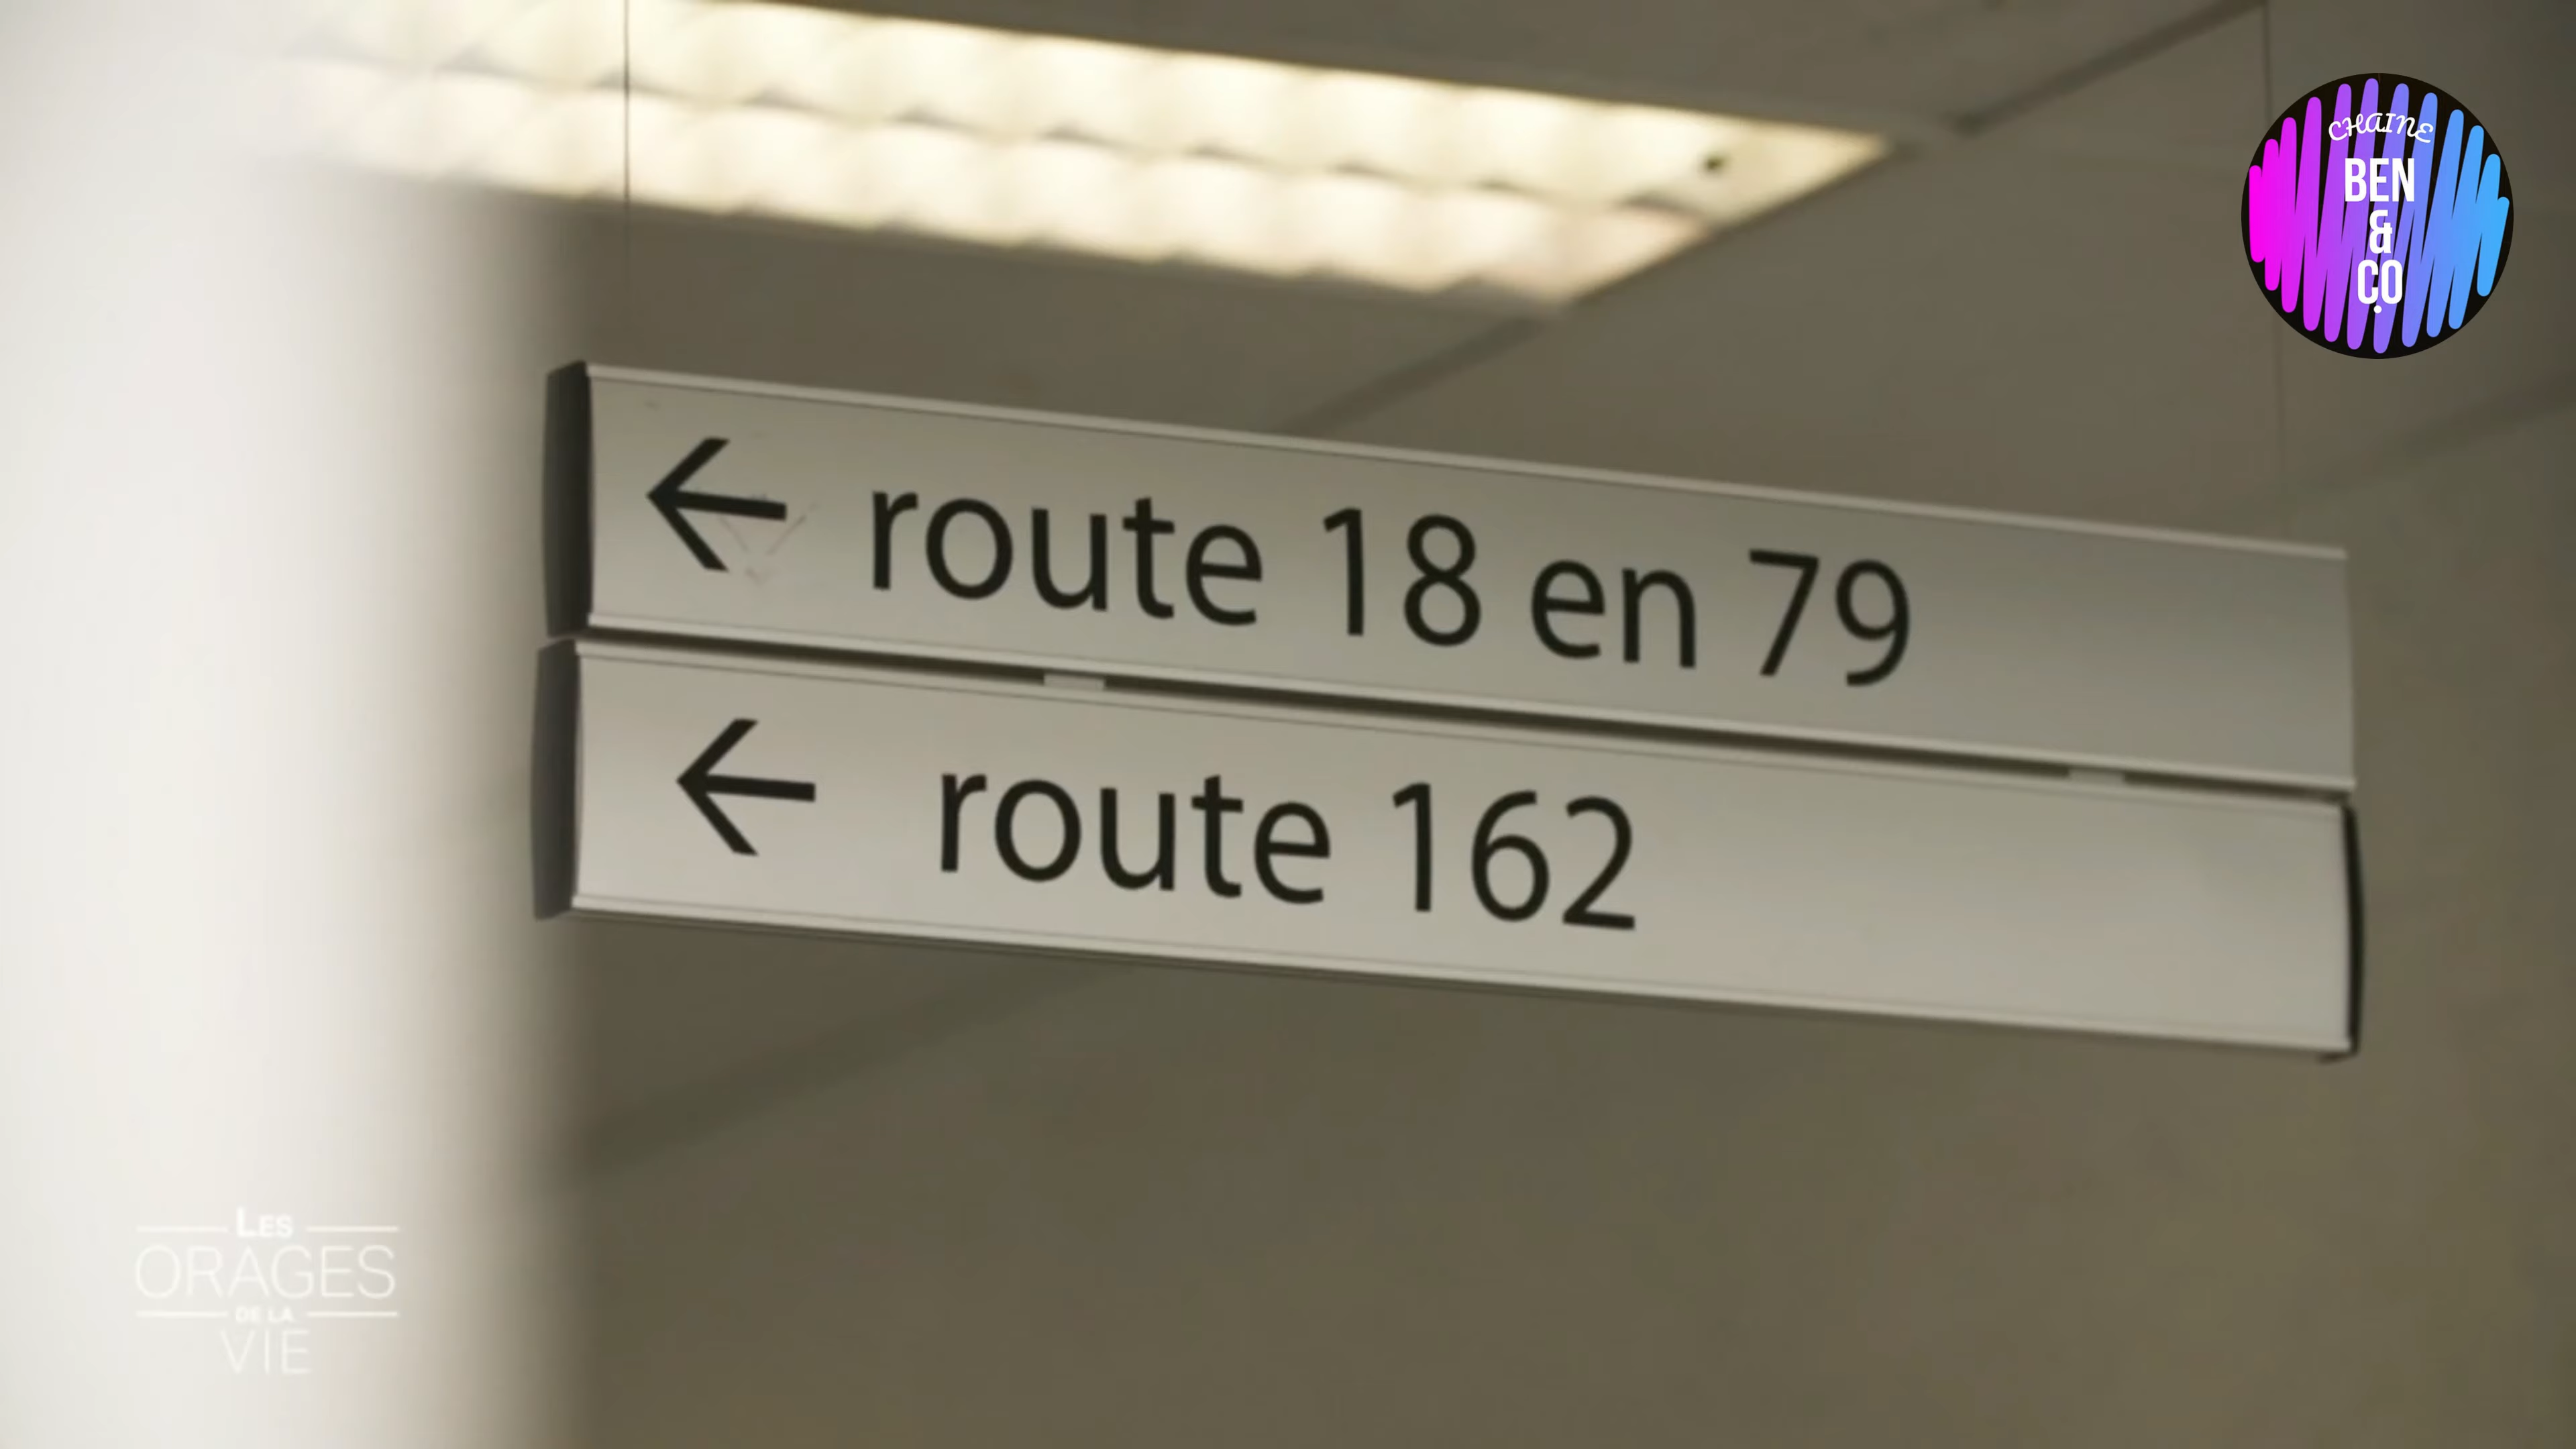 CHAINE
BEN
&
CO.
← route 18 en 79
← route 162
LES
ORAGES
DE LA
VIE